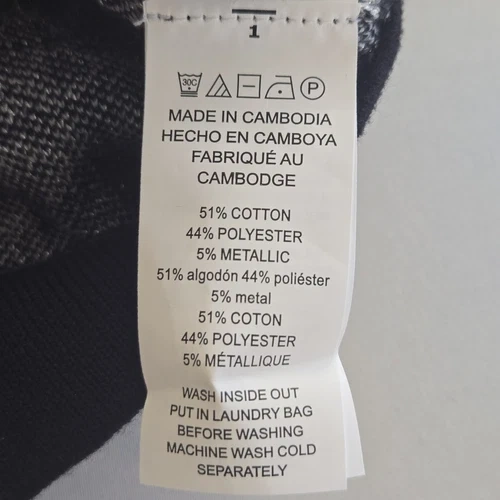 1
30C P
MADE IN CAMBODIA
HECHO EN CAMBOYA
FABRIQUÉ AU
CAMBODGE
51% COTTON
44% POLYESTER
5% METALLIC
51% algodón 44% poliéster
5% metal
51% COTON
44% POLYESTER
5% MÉTALLIQUE
WASH INSIDE OUT
PUT IN LAUNDRY BAG
BEFORE WASHING
MACHINE WASH COLD
SEPARATELY